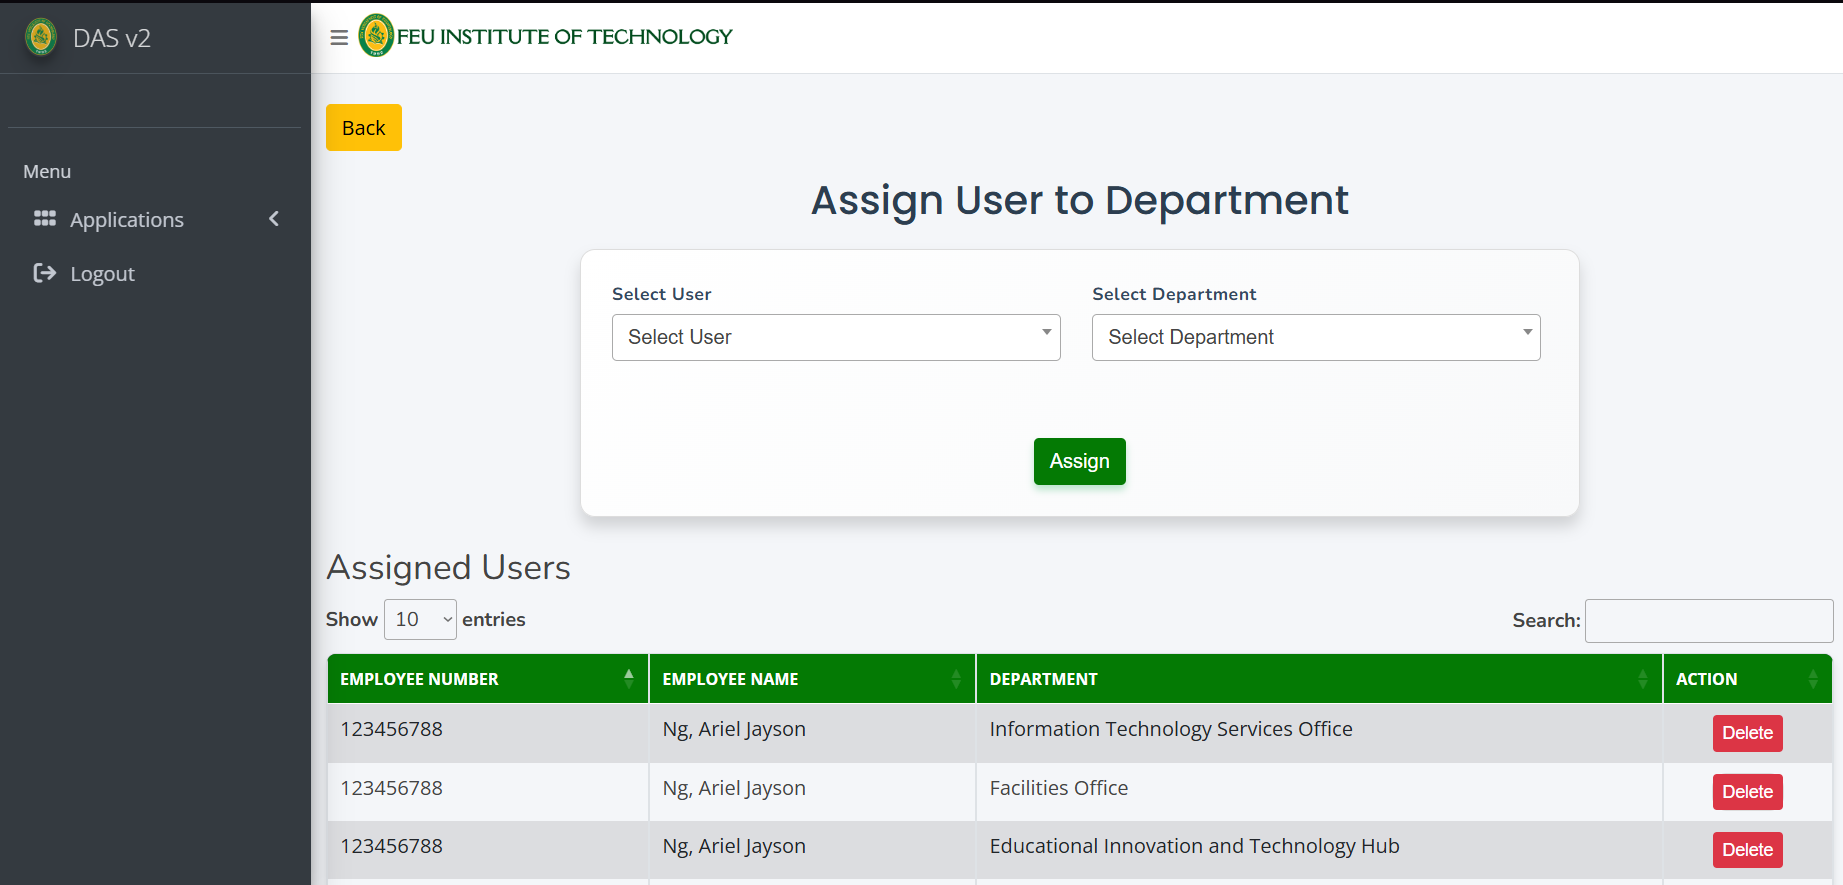 DAS v2
FEU INSTITUTE OF TECHNOLOGY
Menu
Applications
Logout
Back
Assign User to Department
Select User
Select Department
Select User
Select Department
Assign
Assigned Users
Show 10 entries
Search:
EMPLOYEE NUMBER EMPLOYEE NAME DEPARTMENT ACTION
123456788 Ng, Ariel Jayson Information Technology Services Office Delete
123456788 Ng, Ariel Jayson Facilities Office Delete
123456788 Ng, Ariel Jayson Educational Innovation and Technology Hub Delete